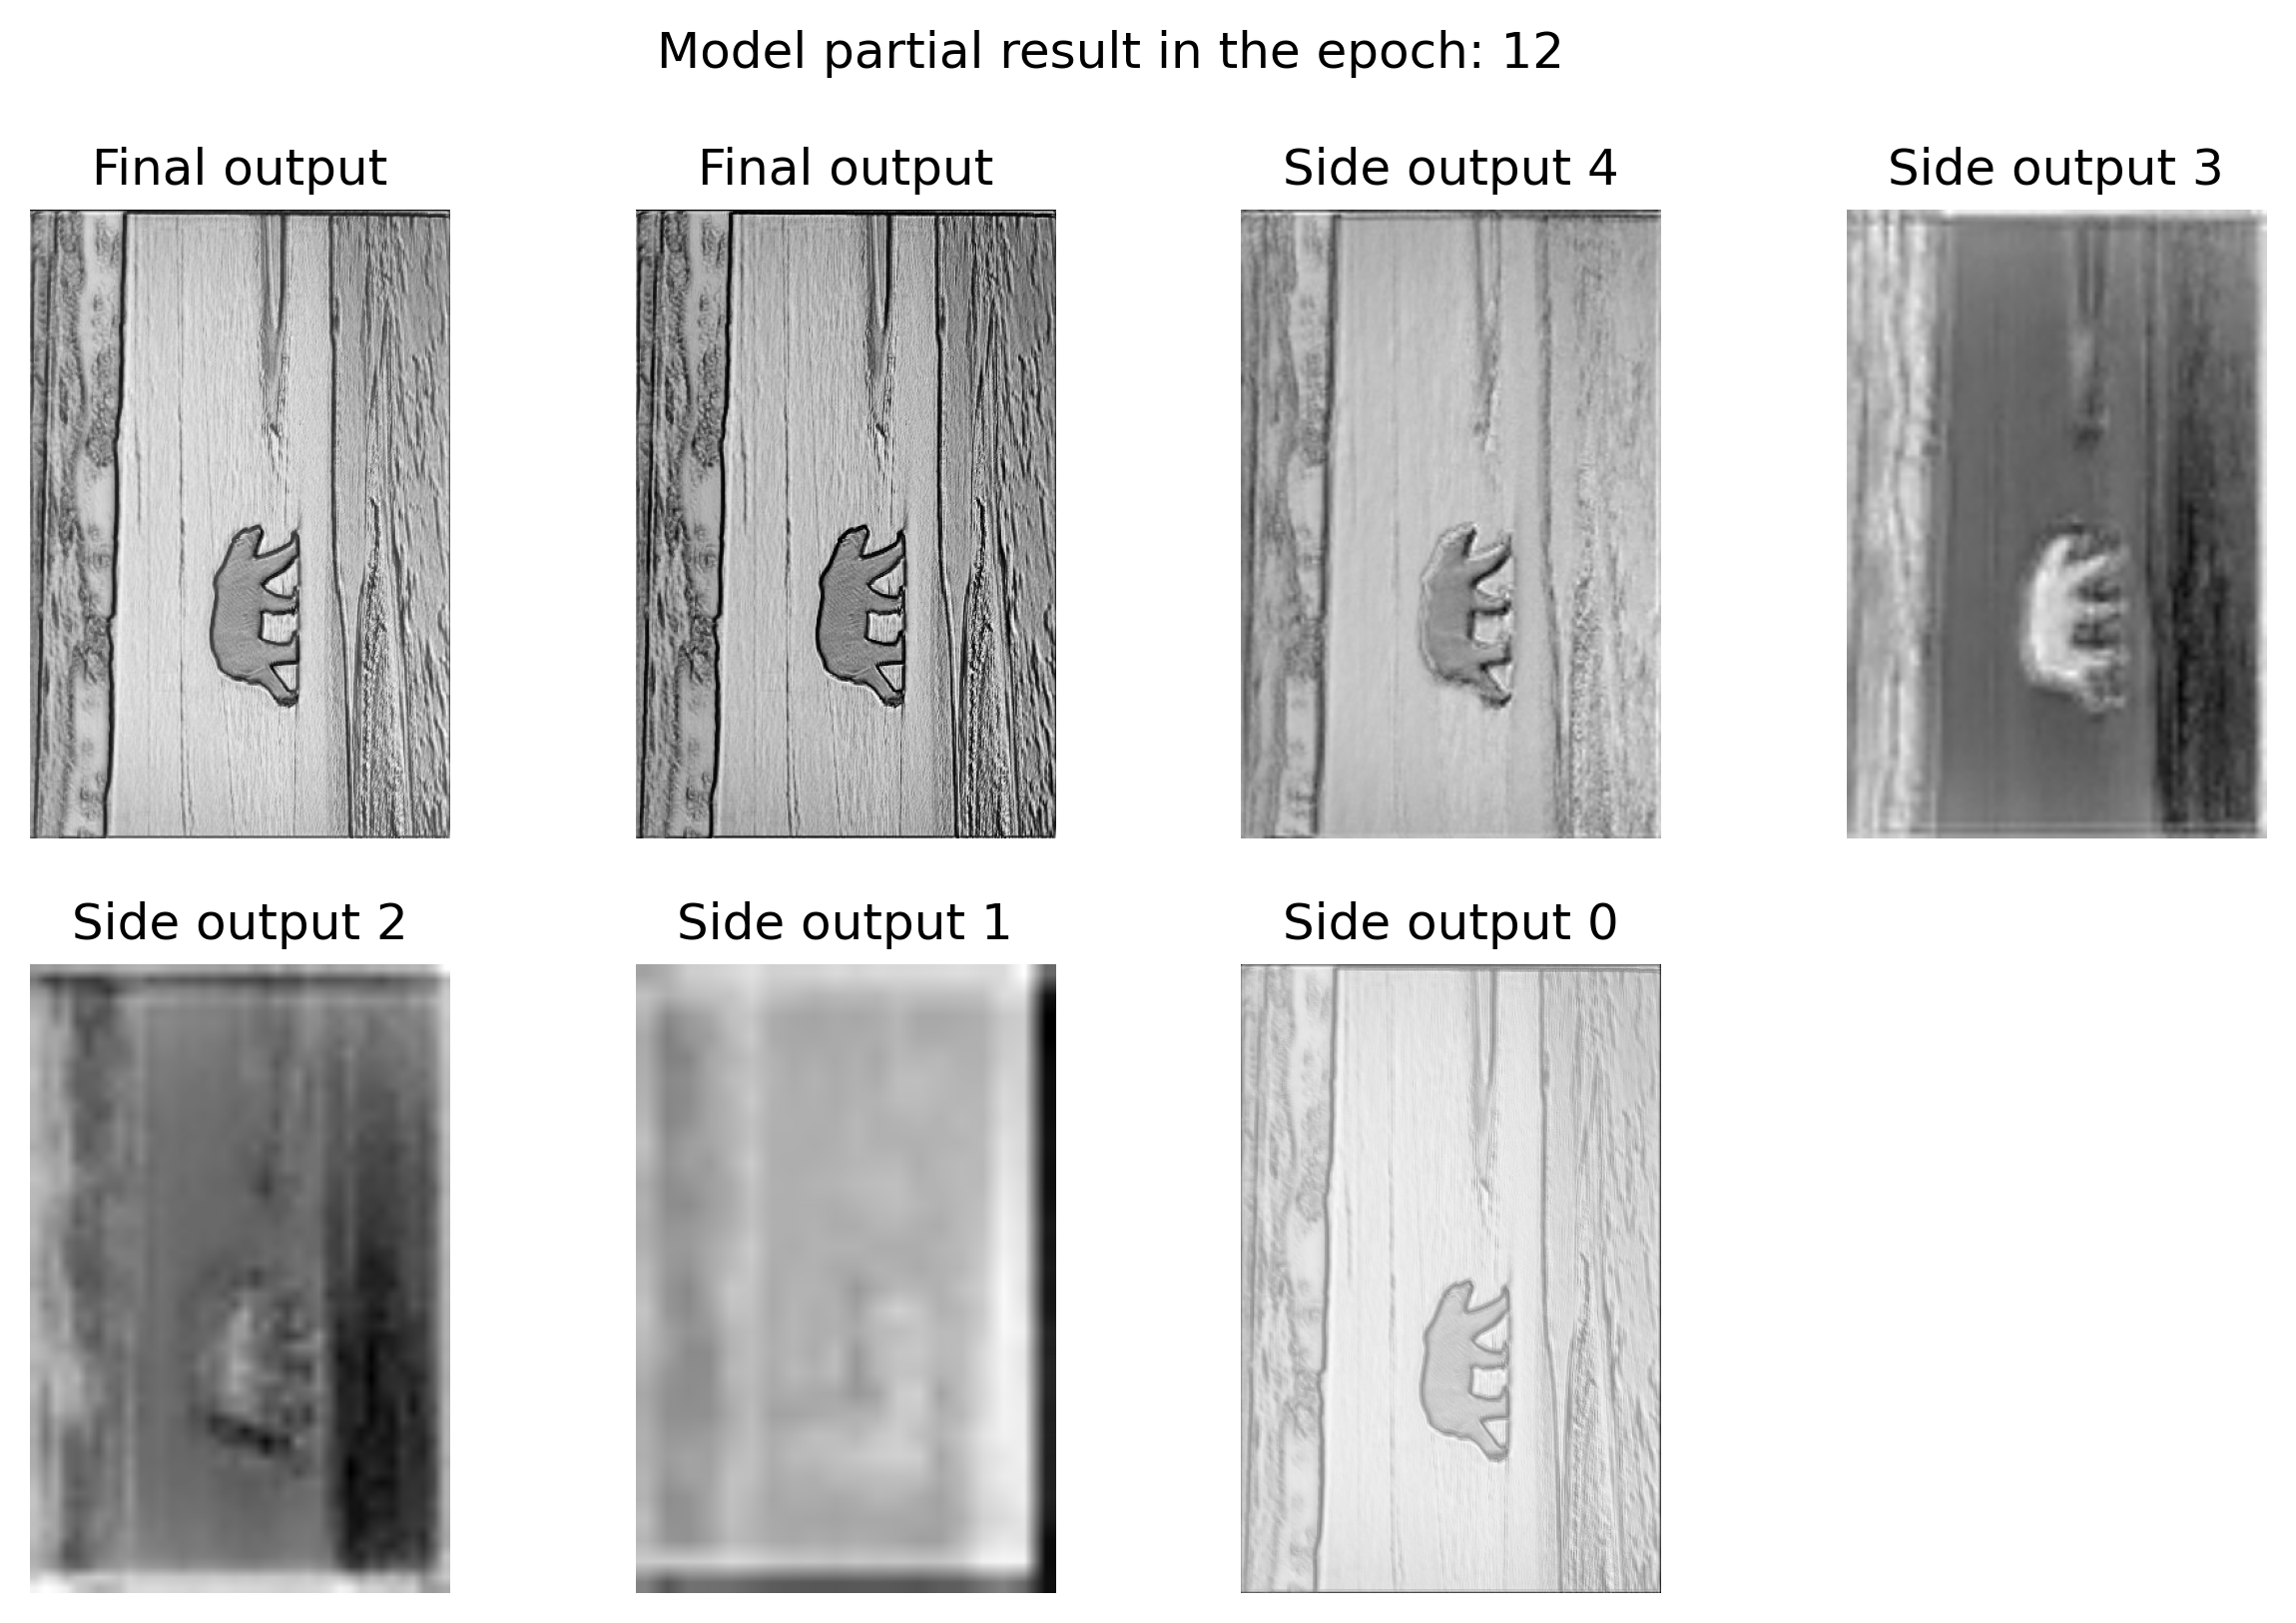 Model partial result in the epoch: 12
Final output
Final output
Side output 4
Side output 3
Side output 2
Side output 1
Side output 0